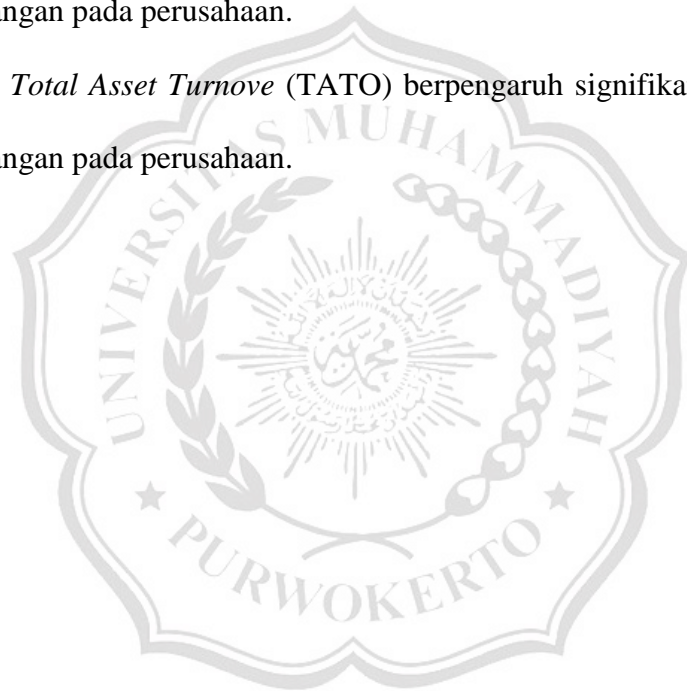 angan pada perusahaan.
Total Asset Turnove (TATO) berpengaruh signifika
angan pada perusahaan.
UNIVERSITAS MUHAMMADIYAH
PURWOKERTO